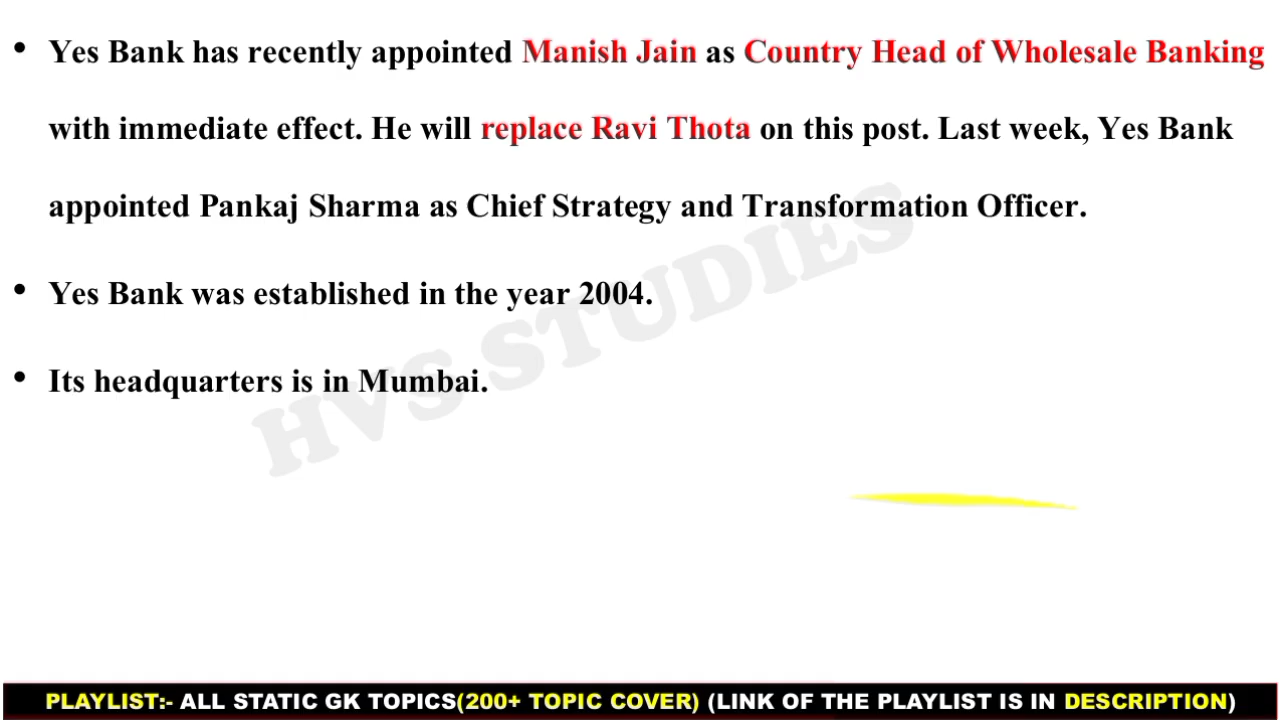 • Yes Bank has recently appointed Manish Jain as Country Head of Wholesale Banking
with immediate effect. He will replace Ravi Thota on this post. Last week, Yes Bank
appointed Pankaj Sharma as Chief Strategy and Transformation Officer.
• Yes Bank was established in the year 2004.
• Its headquarters is in Mumbai.
HVS STUDIES
PLAYLIST:- ALL STATIC GK TOPICS(200+ TOPIC COVER) (LINK OF THE PLAYLIST IS IN DESCRIPTION)